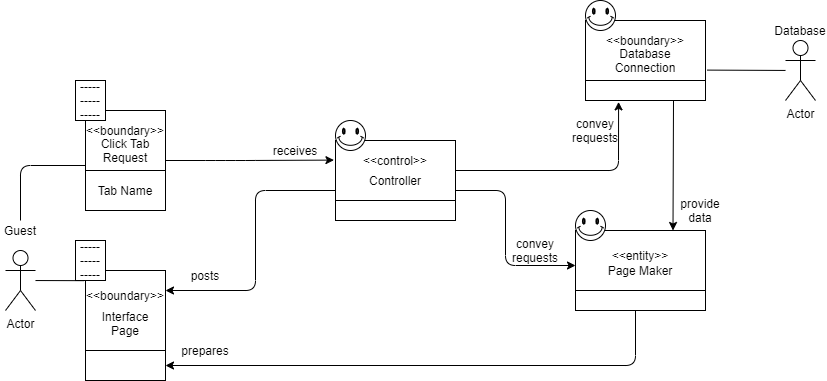 Database
<<boundary>>
Database
Connection
Actor
-----
-----
-----
<<boundary>>
Click Tab
Request
Tab Name
receives
convey
requests
<<control>>
Controller
provide
data
Guest
-----
-----
-----
convey
requests
<<entity>>
Page Maker
posts
<<boundary>>
Interface
Page
Actor
prepares